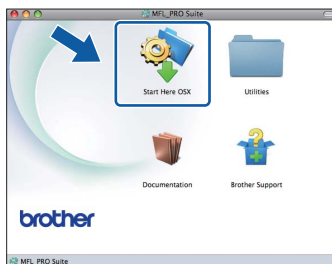 MFL_PRO Suite
Start Here OSX
Utilities
Documentation
Brother Support
brother
MFL_PRO Suite